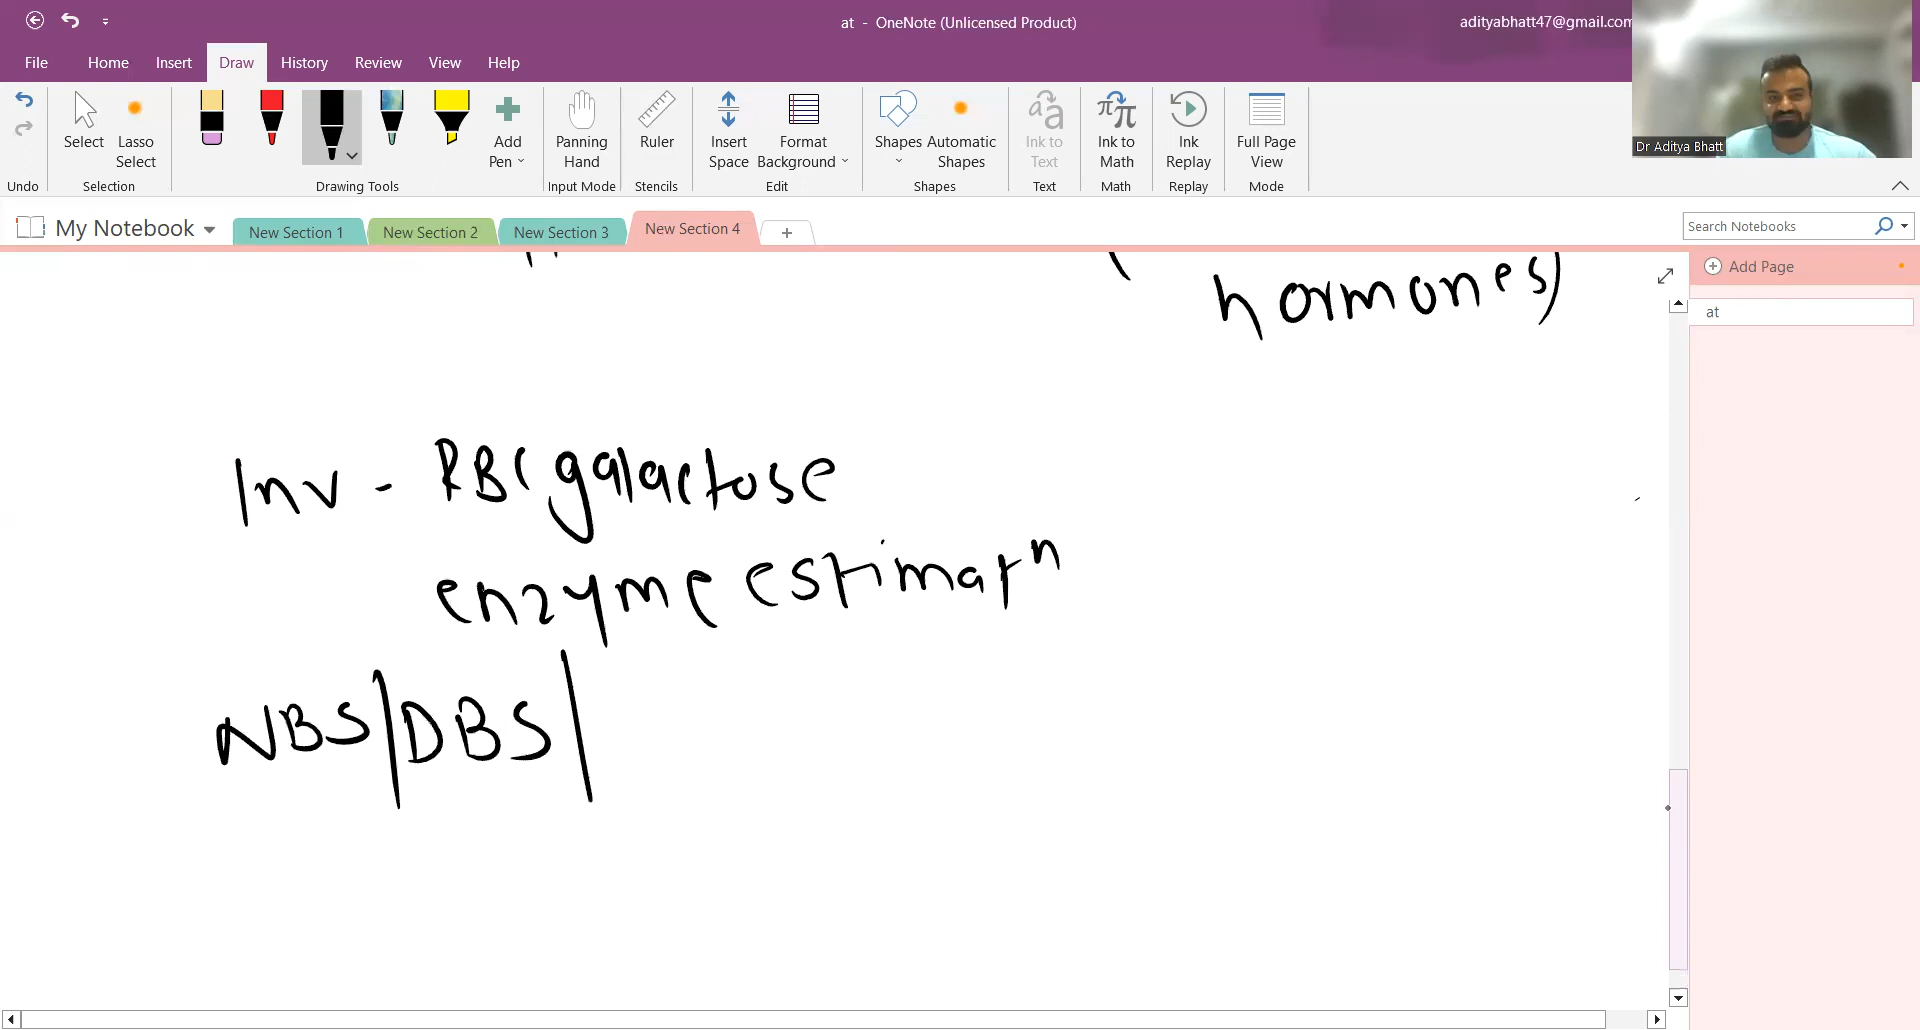 at - OneNote (Unlicensed Product)
adityabhatt47@gmail.com
File Home Insert Draw History Review View Help
Select
Lasso Select
Add Pen
Panning Hand
Ruler
Insert Space
Format Background
Shapes
Automatic Shapes
Ink to Text
Ink to Math
Ink Replay
Full Page View
Undo Selection Drawing Tools Input Mode Stencils Edit Shapes Text Math Replay Mode
Dr Aditya Bhatt
My Notebook New Section 1 New Section 2 New Section 3 New Section 4 +
Search Notebooks
Add Page
at
hormones)
Inv - RBC galactose
enzyme estimatn
NBS|DBS|